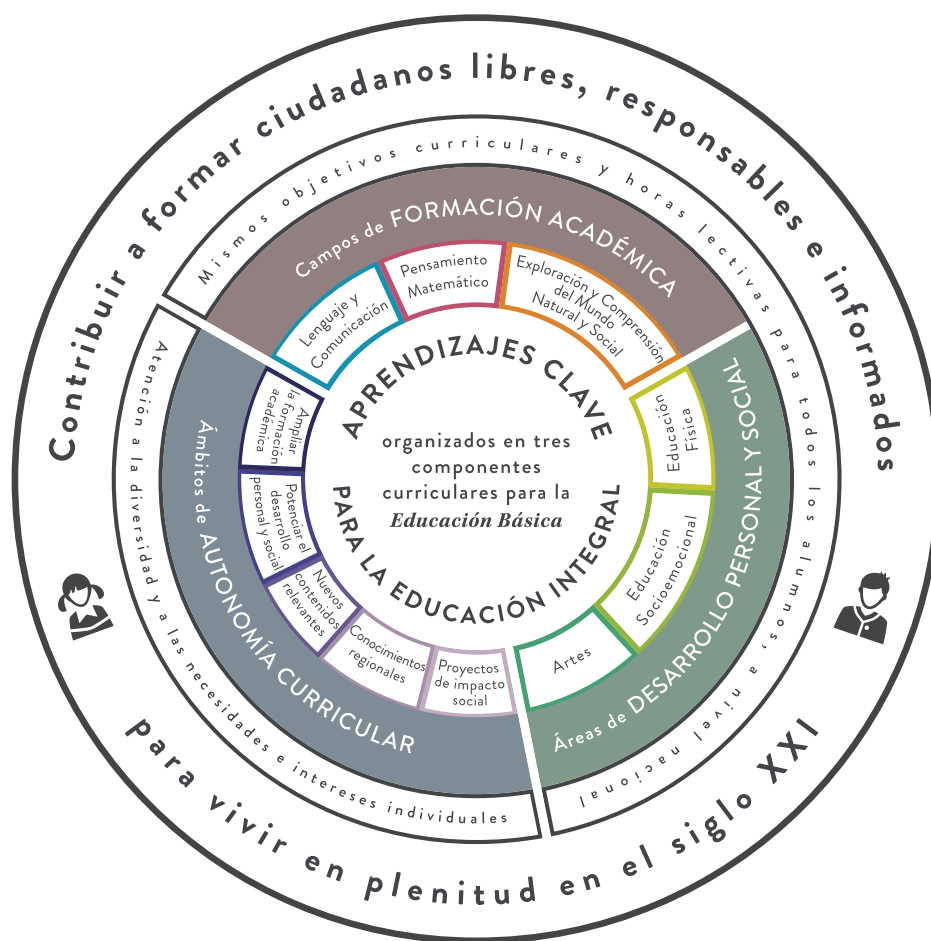 Contribuir a formar ciudadanos libres, responsables e informados
para vivir en plenitud en el siglo XXI
Mismos objetivos curriculares y horas lectivas para todos los alumnos, a nivel nacional
Atención a la diversidad y a las necesidades e intereses individuales
Campos de FORMACIÓN ACADÉMICA
Lenguaje y
Comunicación
Pensamiento
Matemático
Exploración y Comprensión
del Mundo
Natural y Social
Áreas de DESARROLLO PERSONAL Y SOCIAL
Educación
Física
Educación
Socioemocional
Artes
Ámbitos de AUTONOMÍA CURRICULAR
Ampliar
la formación
académica
Potenciar el
desarrollo
personal y social
Nuevos
contenidos
relevantes
Conocimientos
regionales
Proyectos
de impacto
social
APRENDIZAJES CLAVE
organizados en tres
componentes
curriculares para la
Educación Básica
PARA LA EDUCACIÓN INTEGRAL